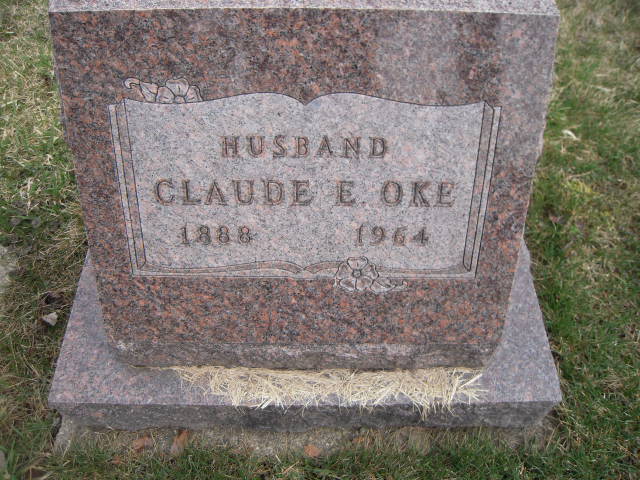 HUSBAND
CLAUDE E. OKE
1888 1964